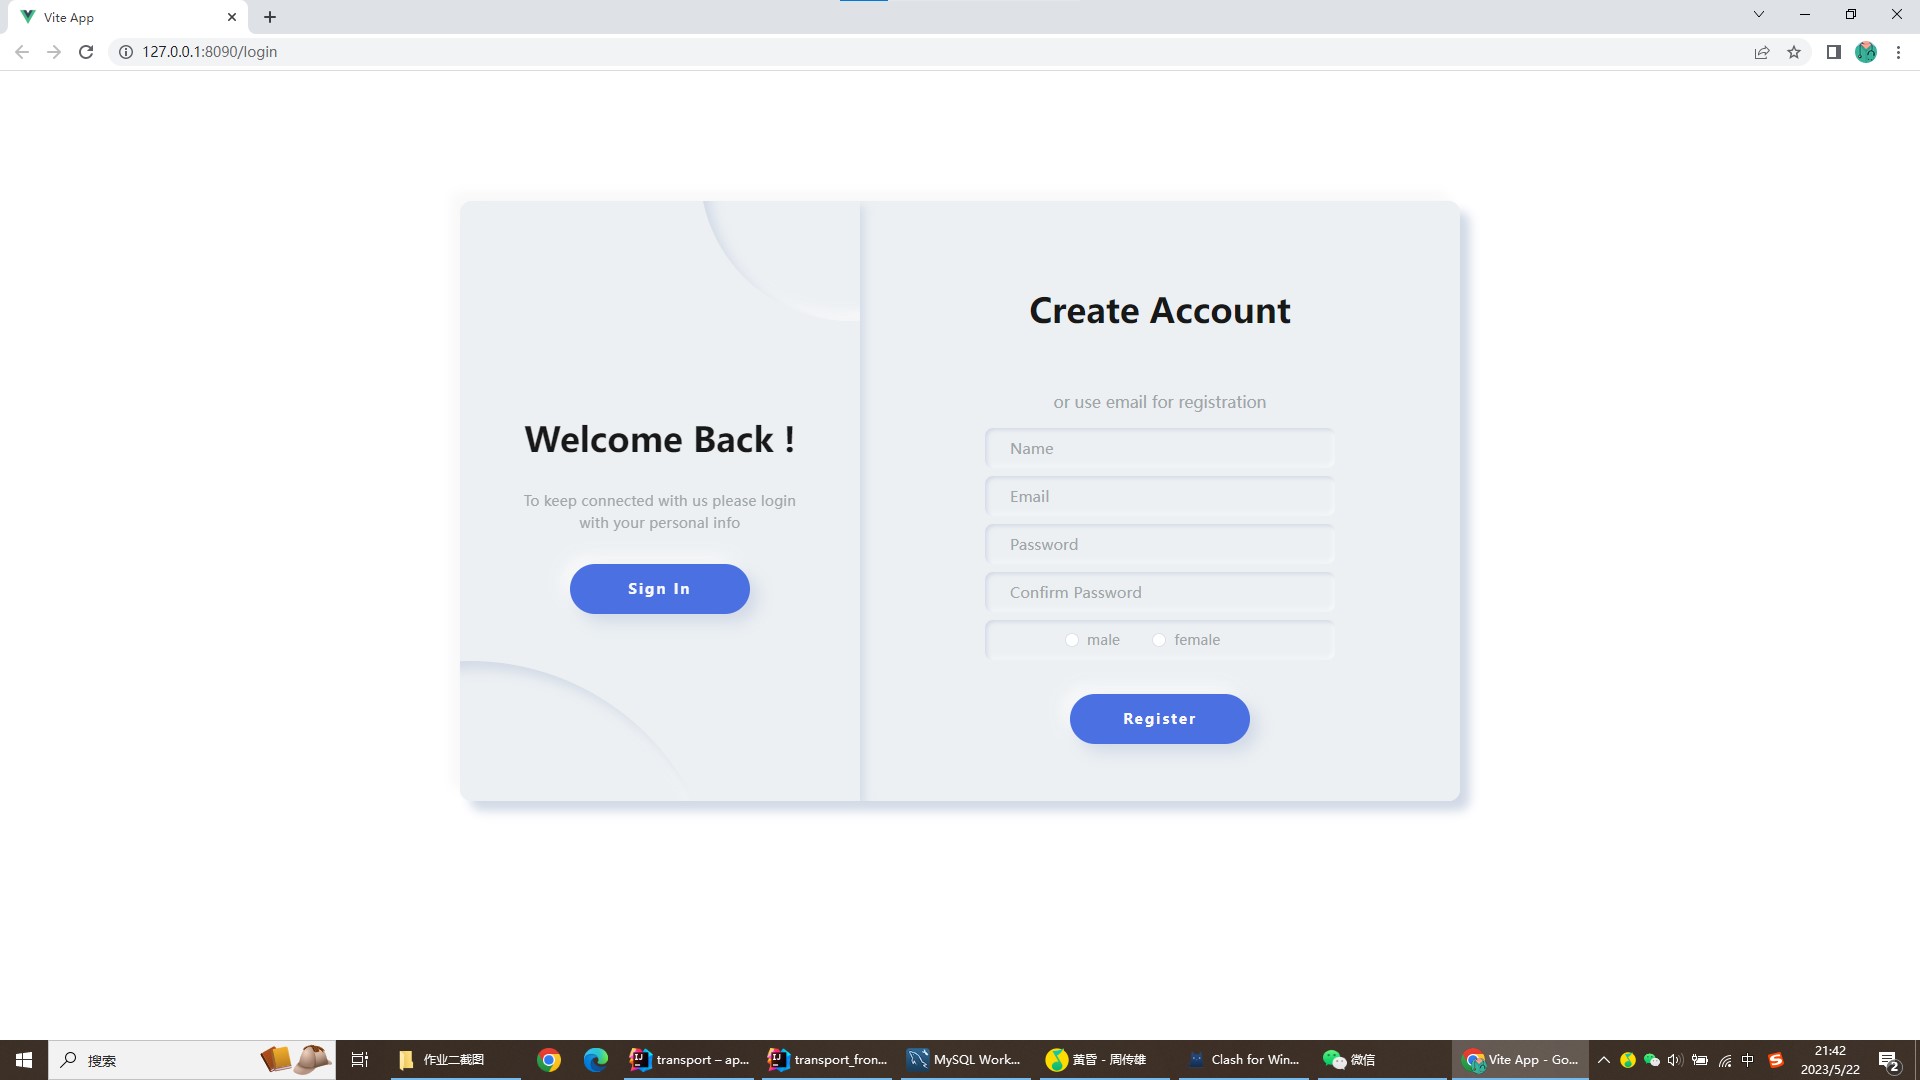 Vite App
127.0.0.1:8090/login
Welcome Back !
To keep connected with us please login
with your personal info
Sign In
Create Account
or use email for registration
Name
Email
Password
Confirm Password
male female
Register
搜索
作业二截图
transport – ap...
transport_fron...
MySQL Work...
黄昏 - 周传雄
Clash for Win...
微信
Vite App - Go...
中
21:42
2023/5/22
2